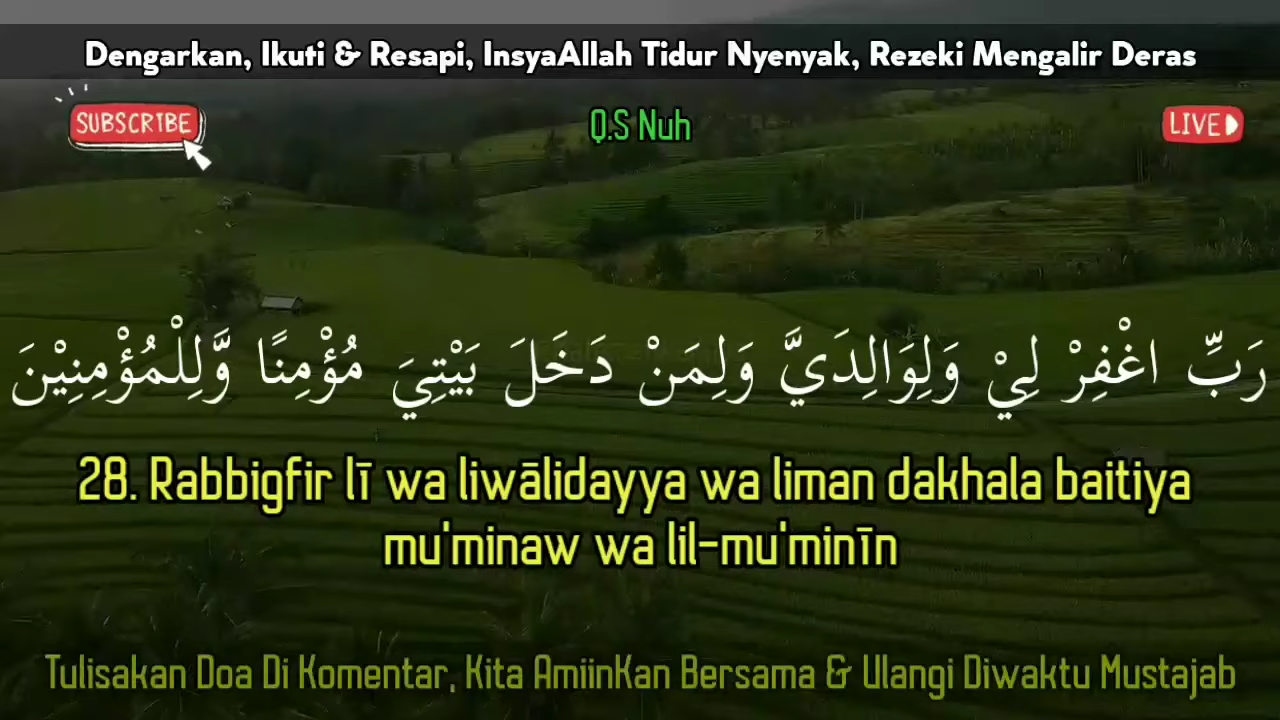 Dengarkan, Ikuti & Resapi, InsyaAllah Tidur Nyenyak, Rezeki Mengalir Deras
SUBSCRIBE
Q.S Nuh
LIVE
رَبِّ اغْفِرْ لِيْ وَلِوَالِدَيَّ وَلِمَنْ دَخَلَ بَيْتِيَ مُؤْمِنًا وَّلِلْمُؤْمِنِيْنَ
28. Rabbigfir lī wa liwālidayya wa liman dakhala baitiya
mu'minaw wa lil-mu'minīn
Tulisakan Doa Di Komentar, Kita AmiinKan Bersama & Ulangi Diwaktu Mustajab